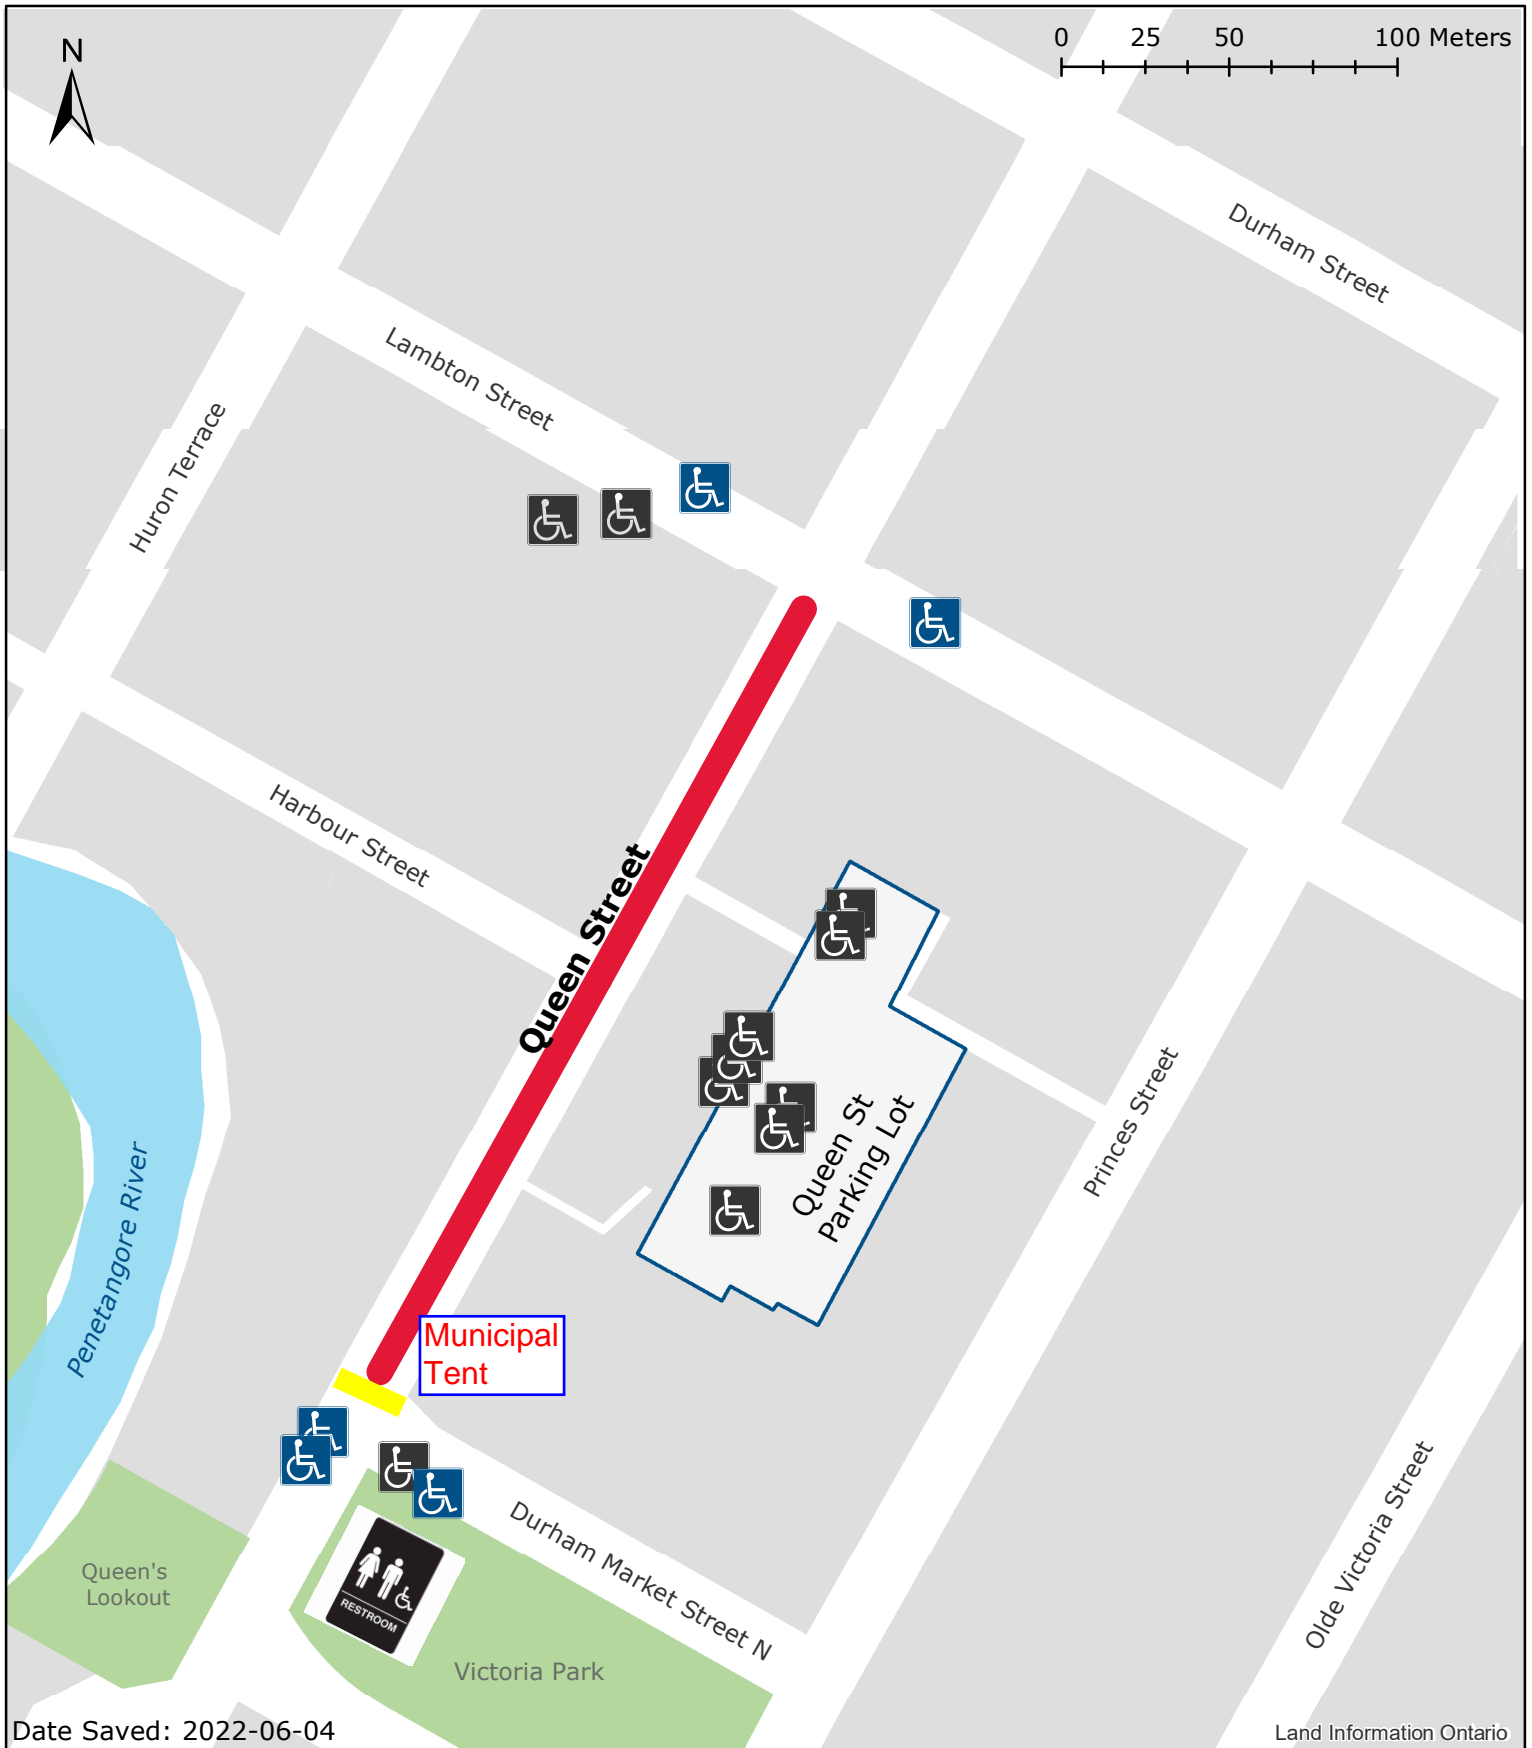 N
0 25 50 100 Meters
Durham Street
Lambton Street
Huron Terrace
Harbour Street
Queen Street
Queen St
Parking Lot
Princes Street
Penetangore River
Municipal
Tent
Olde Victoria Street
Durham Market Street N
Queen's
Lookout
RESTROOM
Victoria Park
Date Saved: 2022-06-04
Land Information Ontario